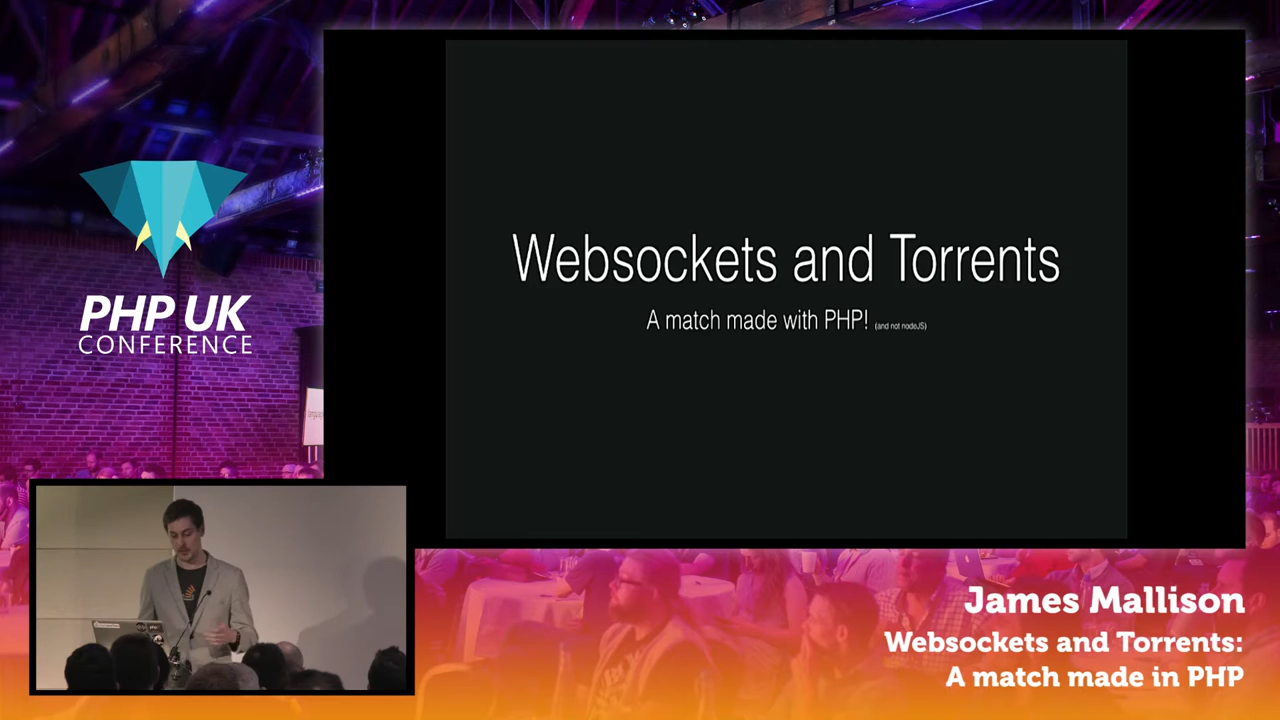 Websockets and Torrents
A match made with PHP! (and not nodeJS)
PHP UK
CONFERENCE
James Mallison
Websockets and Torrents:
A match made in PHP